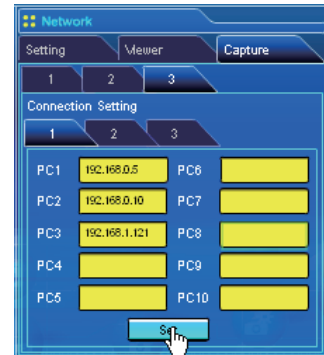 Network
Setting Viewer Capture
1 2 3
Connection Setting
1 2 3
PC1 192.168.0.5 PC6
PC2 192.168.0.10 PC7
PC3 192.168.1.121 PC8
PC4 PC9
PC5 PC10